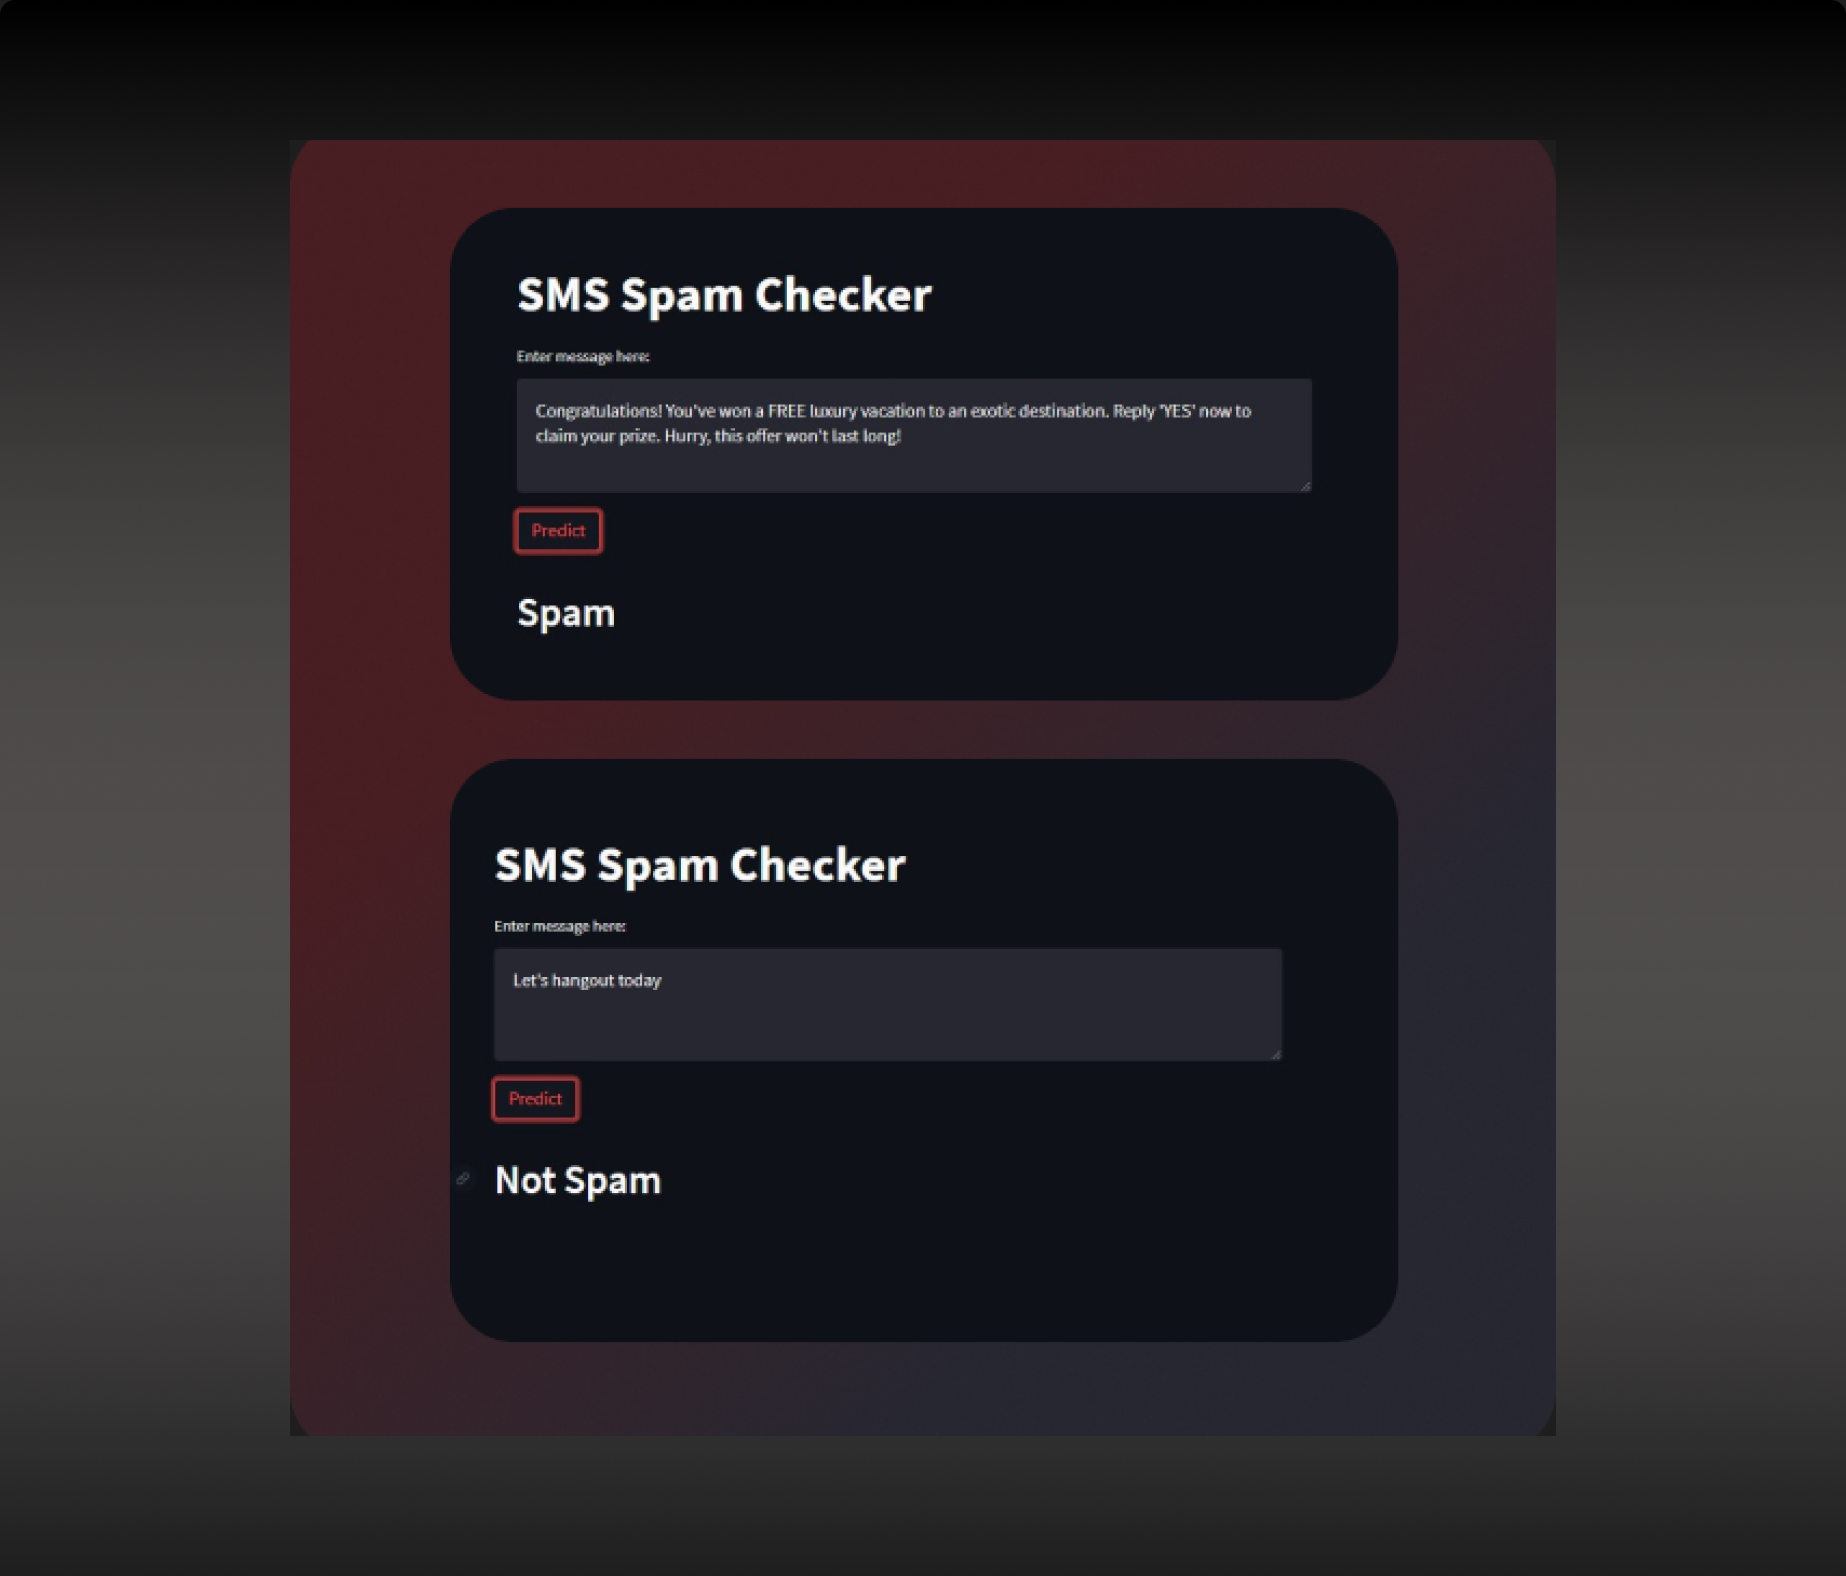 SMS Spam Checker
Enter message here:
Congratulations! You've won a FREE luxury vacation to an exotic destination. Reply 'YES' now to
claim your prize. Hurry, this offer won't last long!
Predict
Spam
SMS Spam Checker
Enter message here:
Let's hangout today
Predict
Not Spam